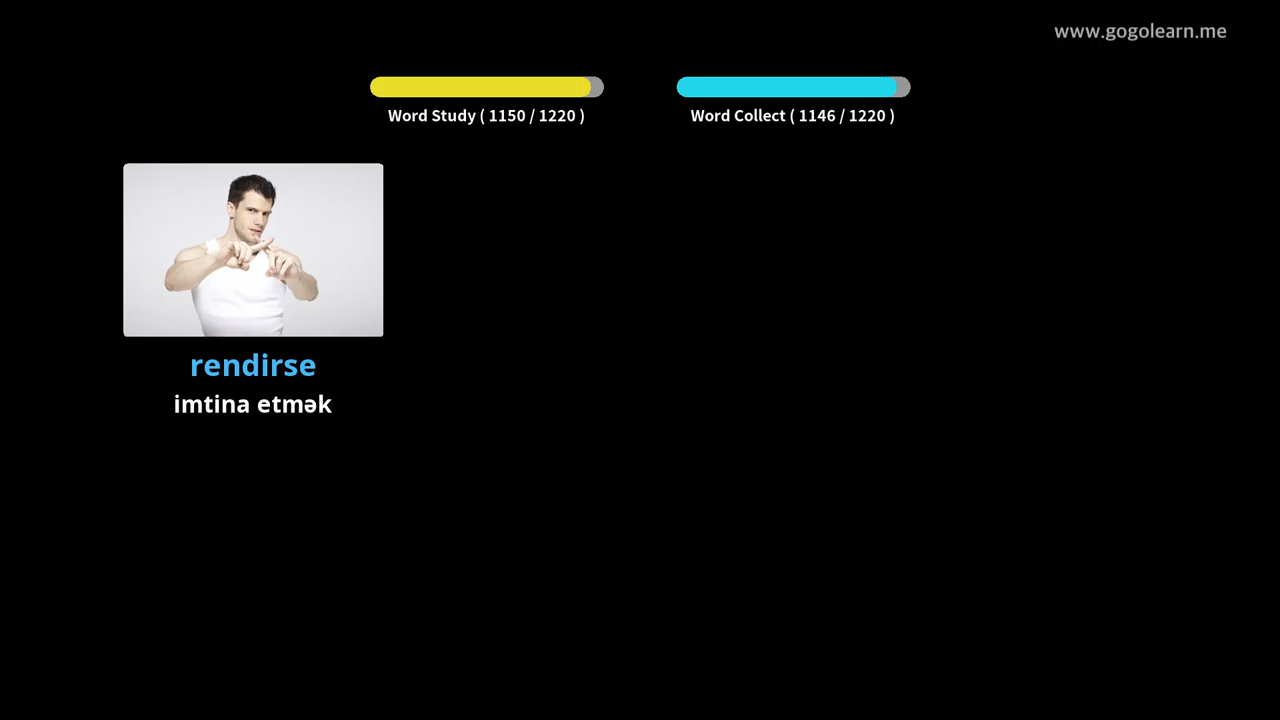 www.gogolearn.me
Word Study ( 1150 / 1220 )
Word Collect ( 1146 / 1220 )
rendirse
imtina etmək